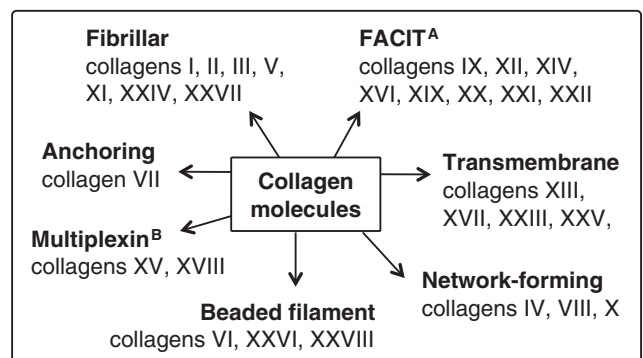 Fibrillar
collagens I, II, III, V,
XI, XXIV, XXVII
FACITᴬ
collagens IX, XII, XIV,
XVI, XIX, XX, XXI, XXII
Anchoring
collagen VII
Collagen
molecules
Transmembrane
collagens XIII,
XVII, XXIII, XXV,
Multiplexinᴮ
collagens XV, XVIII
Network-forming
collagens IV, VIII, X
Beaded filament
collagens VI, XXVI, XXVIII